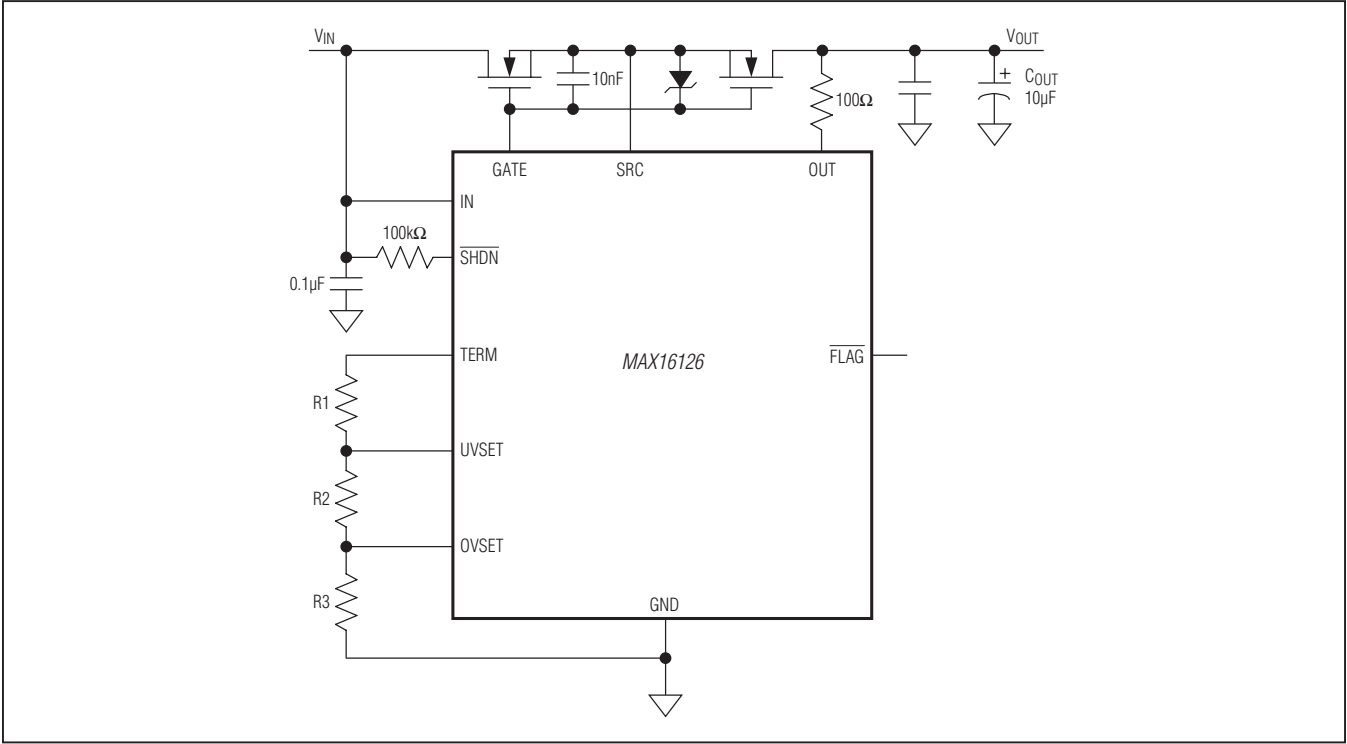 VIN
VOUT
10nF
+
COUT
10µF
100Ω
GATE
SRC
OUT
IN
100kΩ
SHDN
0.1µF
TERM
MAX16126
FLAG
R1
UVSET
R2
OVSET
R3
GND